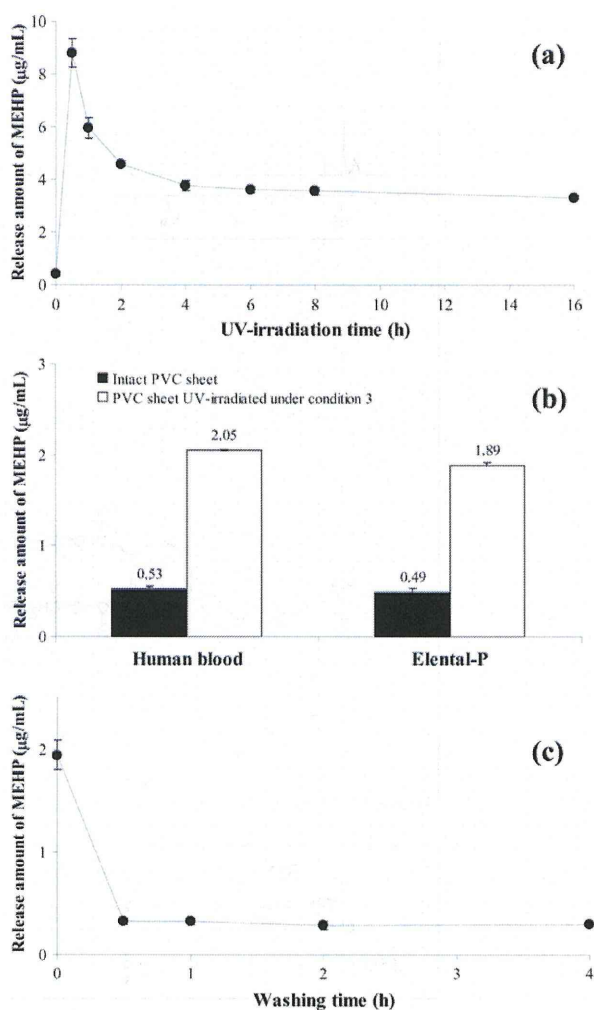 10
8
6
4
2
0
Release amount of MEHP (µg/mL)
(a)
0 2 4 6 8 10 12 14 16
UV-irradiation time (h)
3
2
1
0
Release amount of MEHP (µg/mL)
Intact PVC sheet
PVC sheet UV-irradiated under condition 3
(b)
2.05
1.89
0.53
0.49
Human blood Elental-P
2
1
0
Release amount of MEHP (µg/mL)
(c)
0 1 2 3 4
Washing time (h)